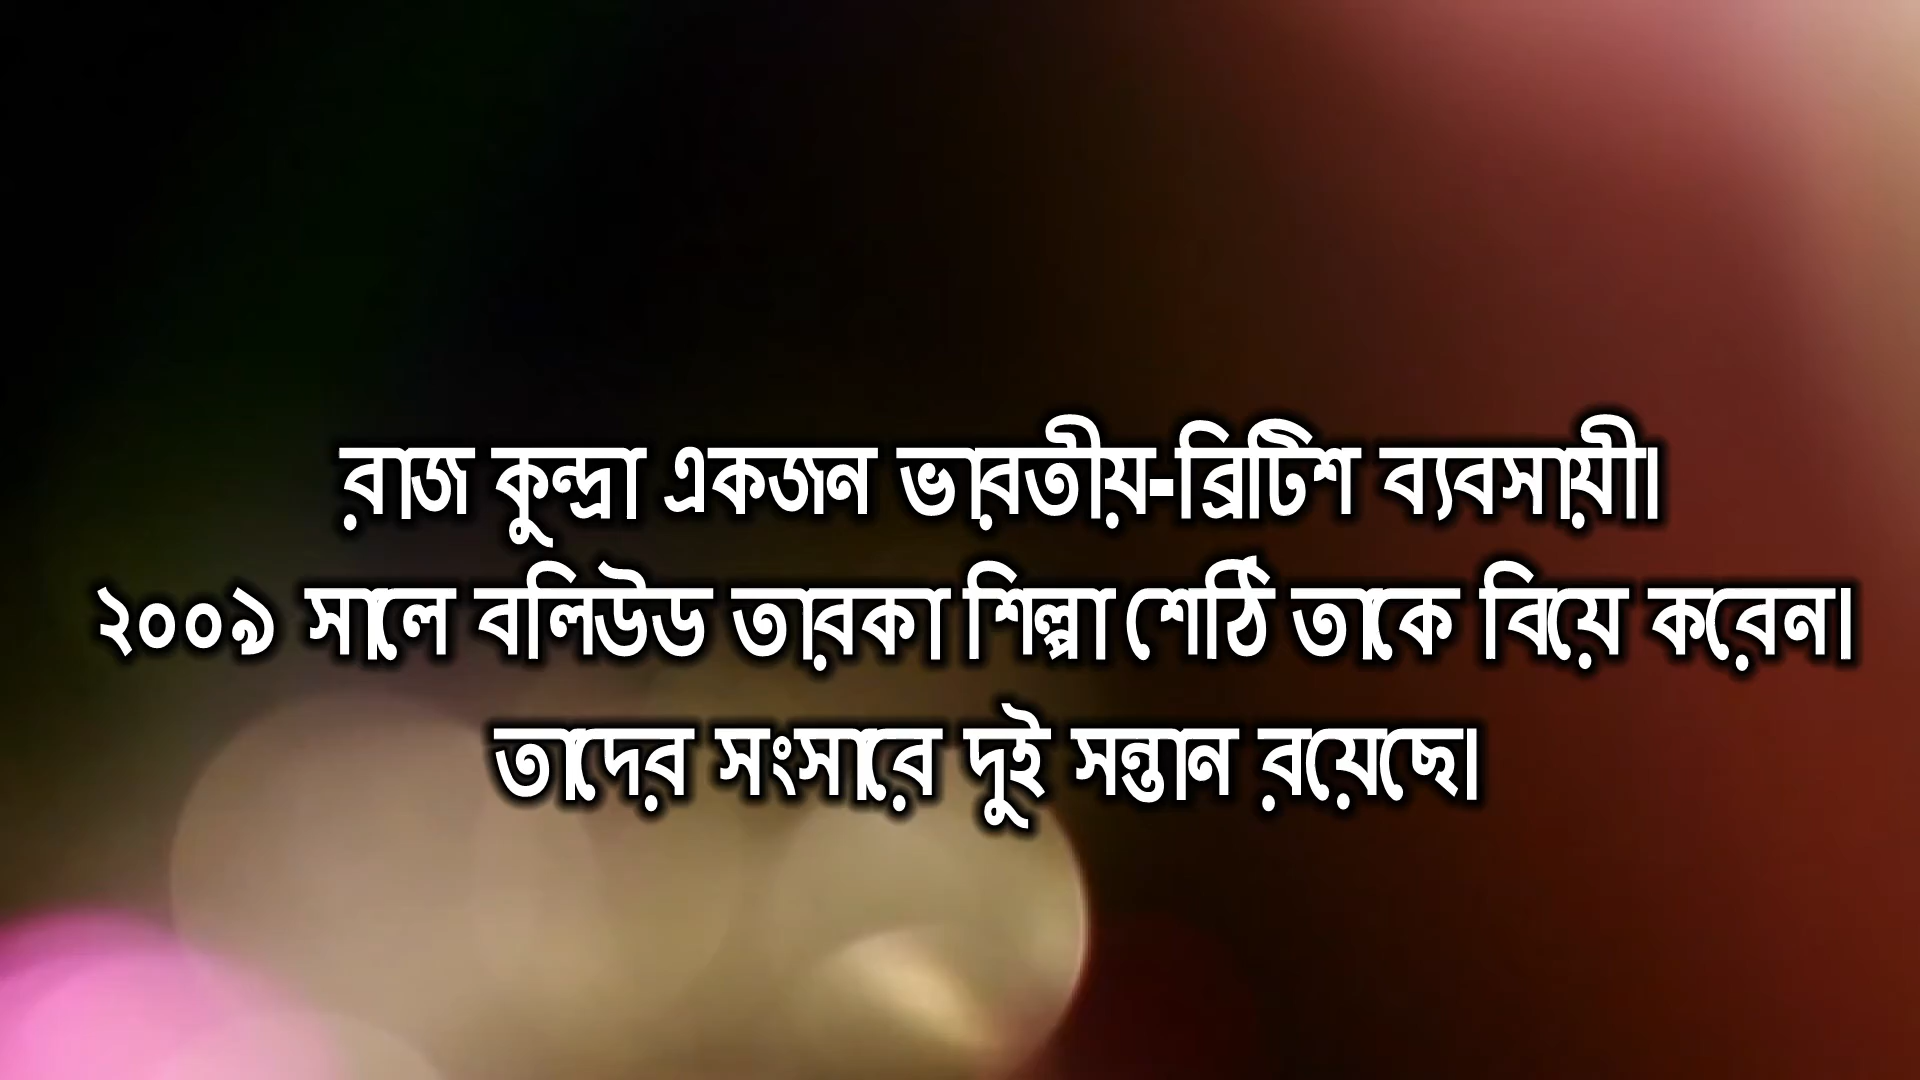 রাজ কুন্দ্রা একজন ভারতীয়-ব্রিটিশ ব্যবসায়ী।
২০০৯ সালে বলিউড তারকা শিল্পা শেঠি তাকে বিয়ে করেন।
তাদের সংসারে দুই সন্তান রয়েছে।